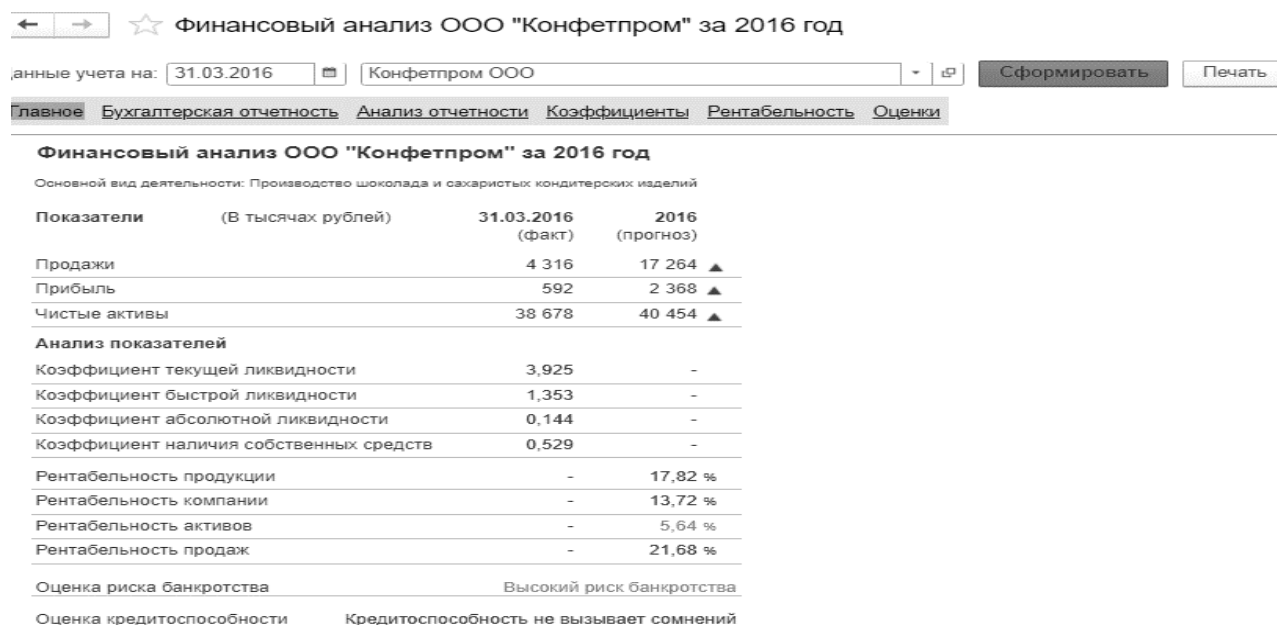 Финансовый анализ ООО "Конфетпром" за 2016 год
анные учета на: 31.03.2016 Конфетпром ООО Сформировать Печать
Главное Бухгалтерская отчетность Анализ отчетности Коэффициенты Рентабельность Оценки
Финансовый анализ ООО "Конфетпром" за 2016 год
Основной вид деятельности: Производство шоколада и сахаристых кондитерских изделий
Показатели (В тысячах рублей) 31.03.2016 2016
(факт) (прогноз)
Продажи 4 316 17 264
Прибыль 592 2 368
Чистые активы 38 678 40 454
Анализ показателей
Коэффициент текущей ликвидности 3,925 -
Коэффициент быстрой ликвидности 1,353 -
Коэффициент абсолютной ликвидности 0,144 -
Коэффициент наличия собственных средств 0,529 -
Рентабельность продукции - 17,82 %
Рентабельность компании - 13,72 %
Рентабельность активов - 5,64 %
Рентабельность продаж - 21,68 %
Оценка риска банкротства Высокий риск банкротства
Оценка кредитоспособности Кредитоспособность не вызывает сомнений